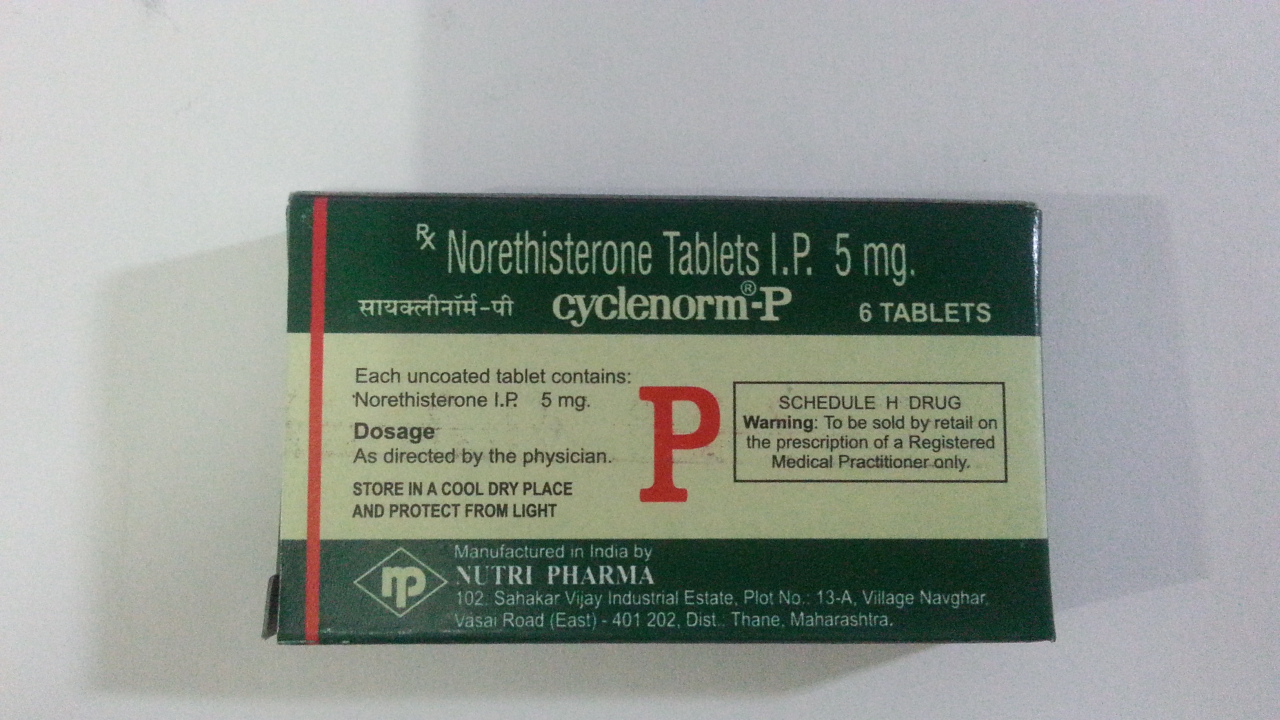 Rx Norethisterone Tablets I.P. 5 mg.
सायक्लीनॉर्म-पी cyclenorm®-P 6 TABLETS
Each uncoated tablet contains:
Norethisterone I.P. 5 mg.
Dosage
As directed by the physician.
STORE IN A COOL DRY PLACE
AND PROTECT FROM LIGHT
P
SCHEDULE H DRUG
Warning: To be sold by retail on
the prescription of a Registered
Medical Practitioner only.
np
Manufactured in India by
NUTRI PHARMA
102, Sahakar Vijay Industrial Estate, Plot No.: 13-A, Village Navghar,
Vasai Road (East) - 401 202, Dist.. Thane, Maharashtra.